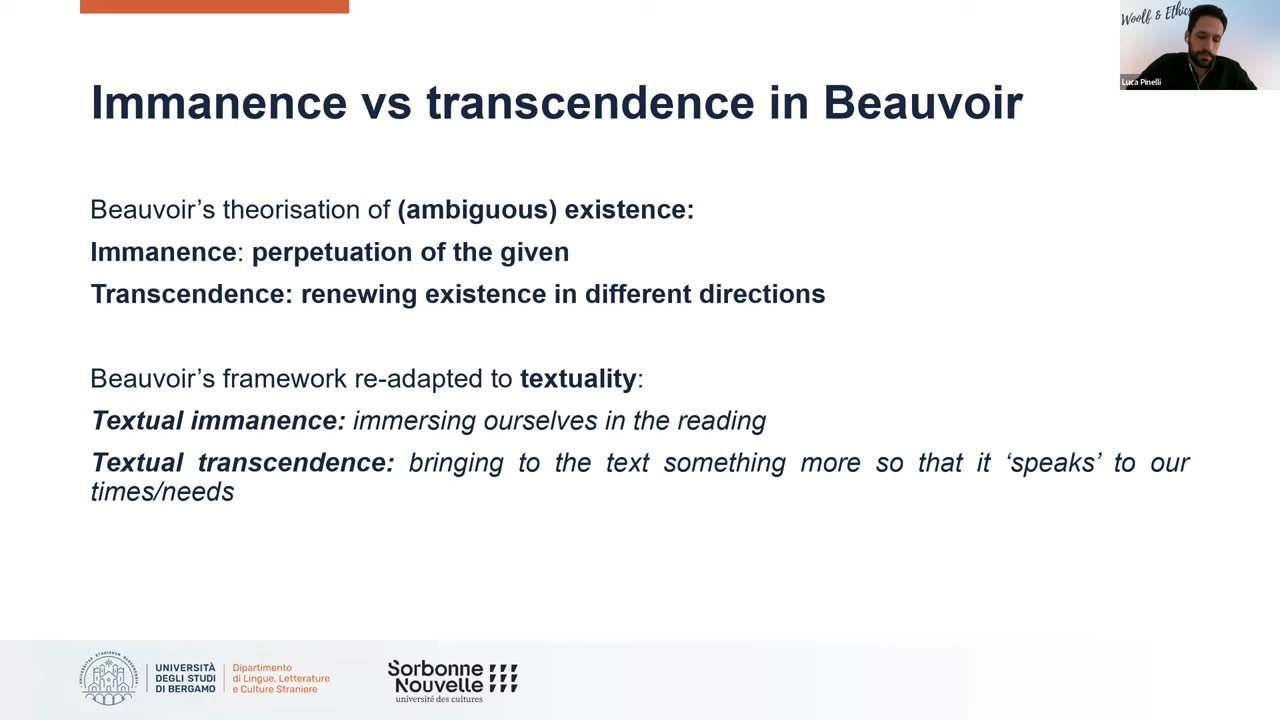 Woolf & Ethics
Luca Pinelli
Immanence vs transcendence in Beauvoir
Beauvoir’s theorisation of (ambiguous) existence:
Immanence: perpetuation of the given
Transcendence: renewing existence in different directions
Beauvoir’s framework re-adapted to textuality:
Textual immanence: immersing ourselves in the reading
Textual transcendence: bringing to the text something more so that it ‘speaks’ to our
times/needs
UNIVERSITÀ
DEGLI STUDI
DI BERGAMO
Dipartimento
di Lingue, Letterature
e Culture Straniere
Sorbonne
Nouvelle
université des cultures